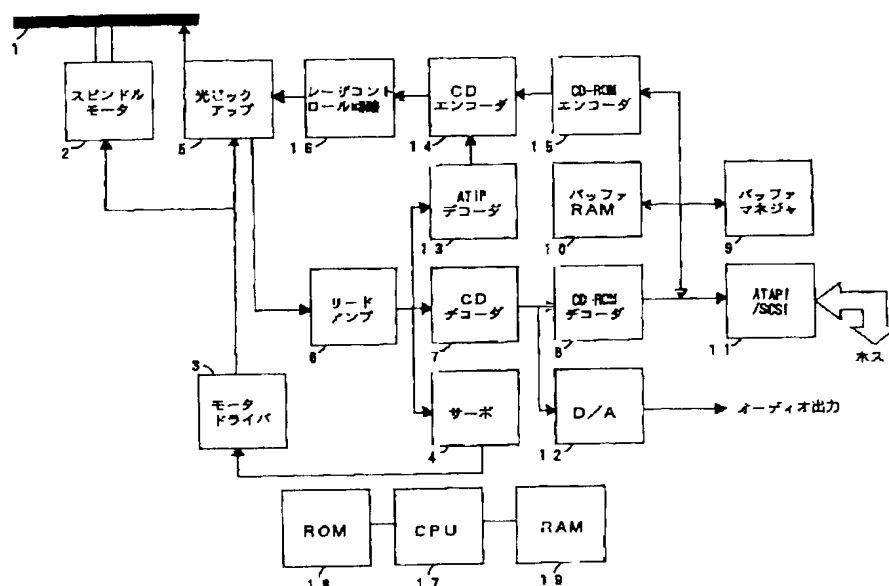 1
スピンドル
モータ
2
光ピック
アップ
5
レーザコント
ロール回路
16
CD
エンコーダ
14
CD-ROM
エンコーダ
15
ATIP
デコーダ
13
バッファ
RAM
10
バッファ
マネジャ
9
リード
アンプ
6
CD
デコーダ
7
CD-ROM
デコーダ
8
ATAPI
/SCSI
11
ホス
3
モータ
ドライバ
サーボ
4
D/A
12
オーディオ出力
ROM
18
CPU
17
RAM
19